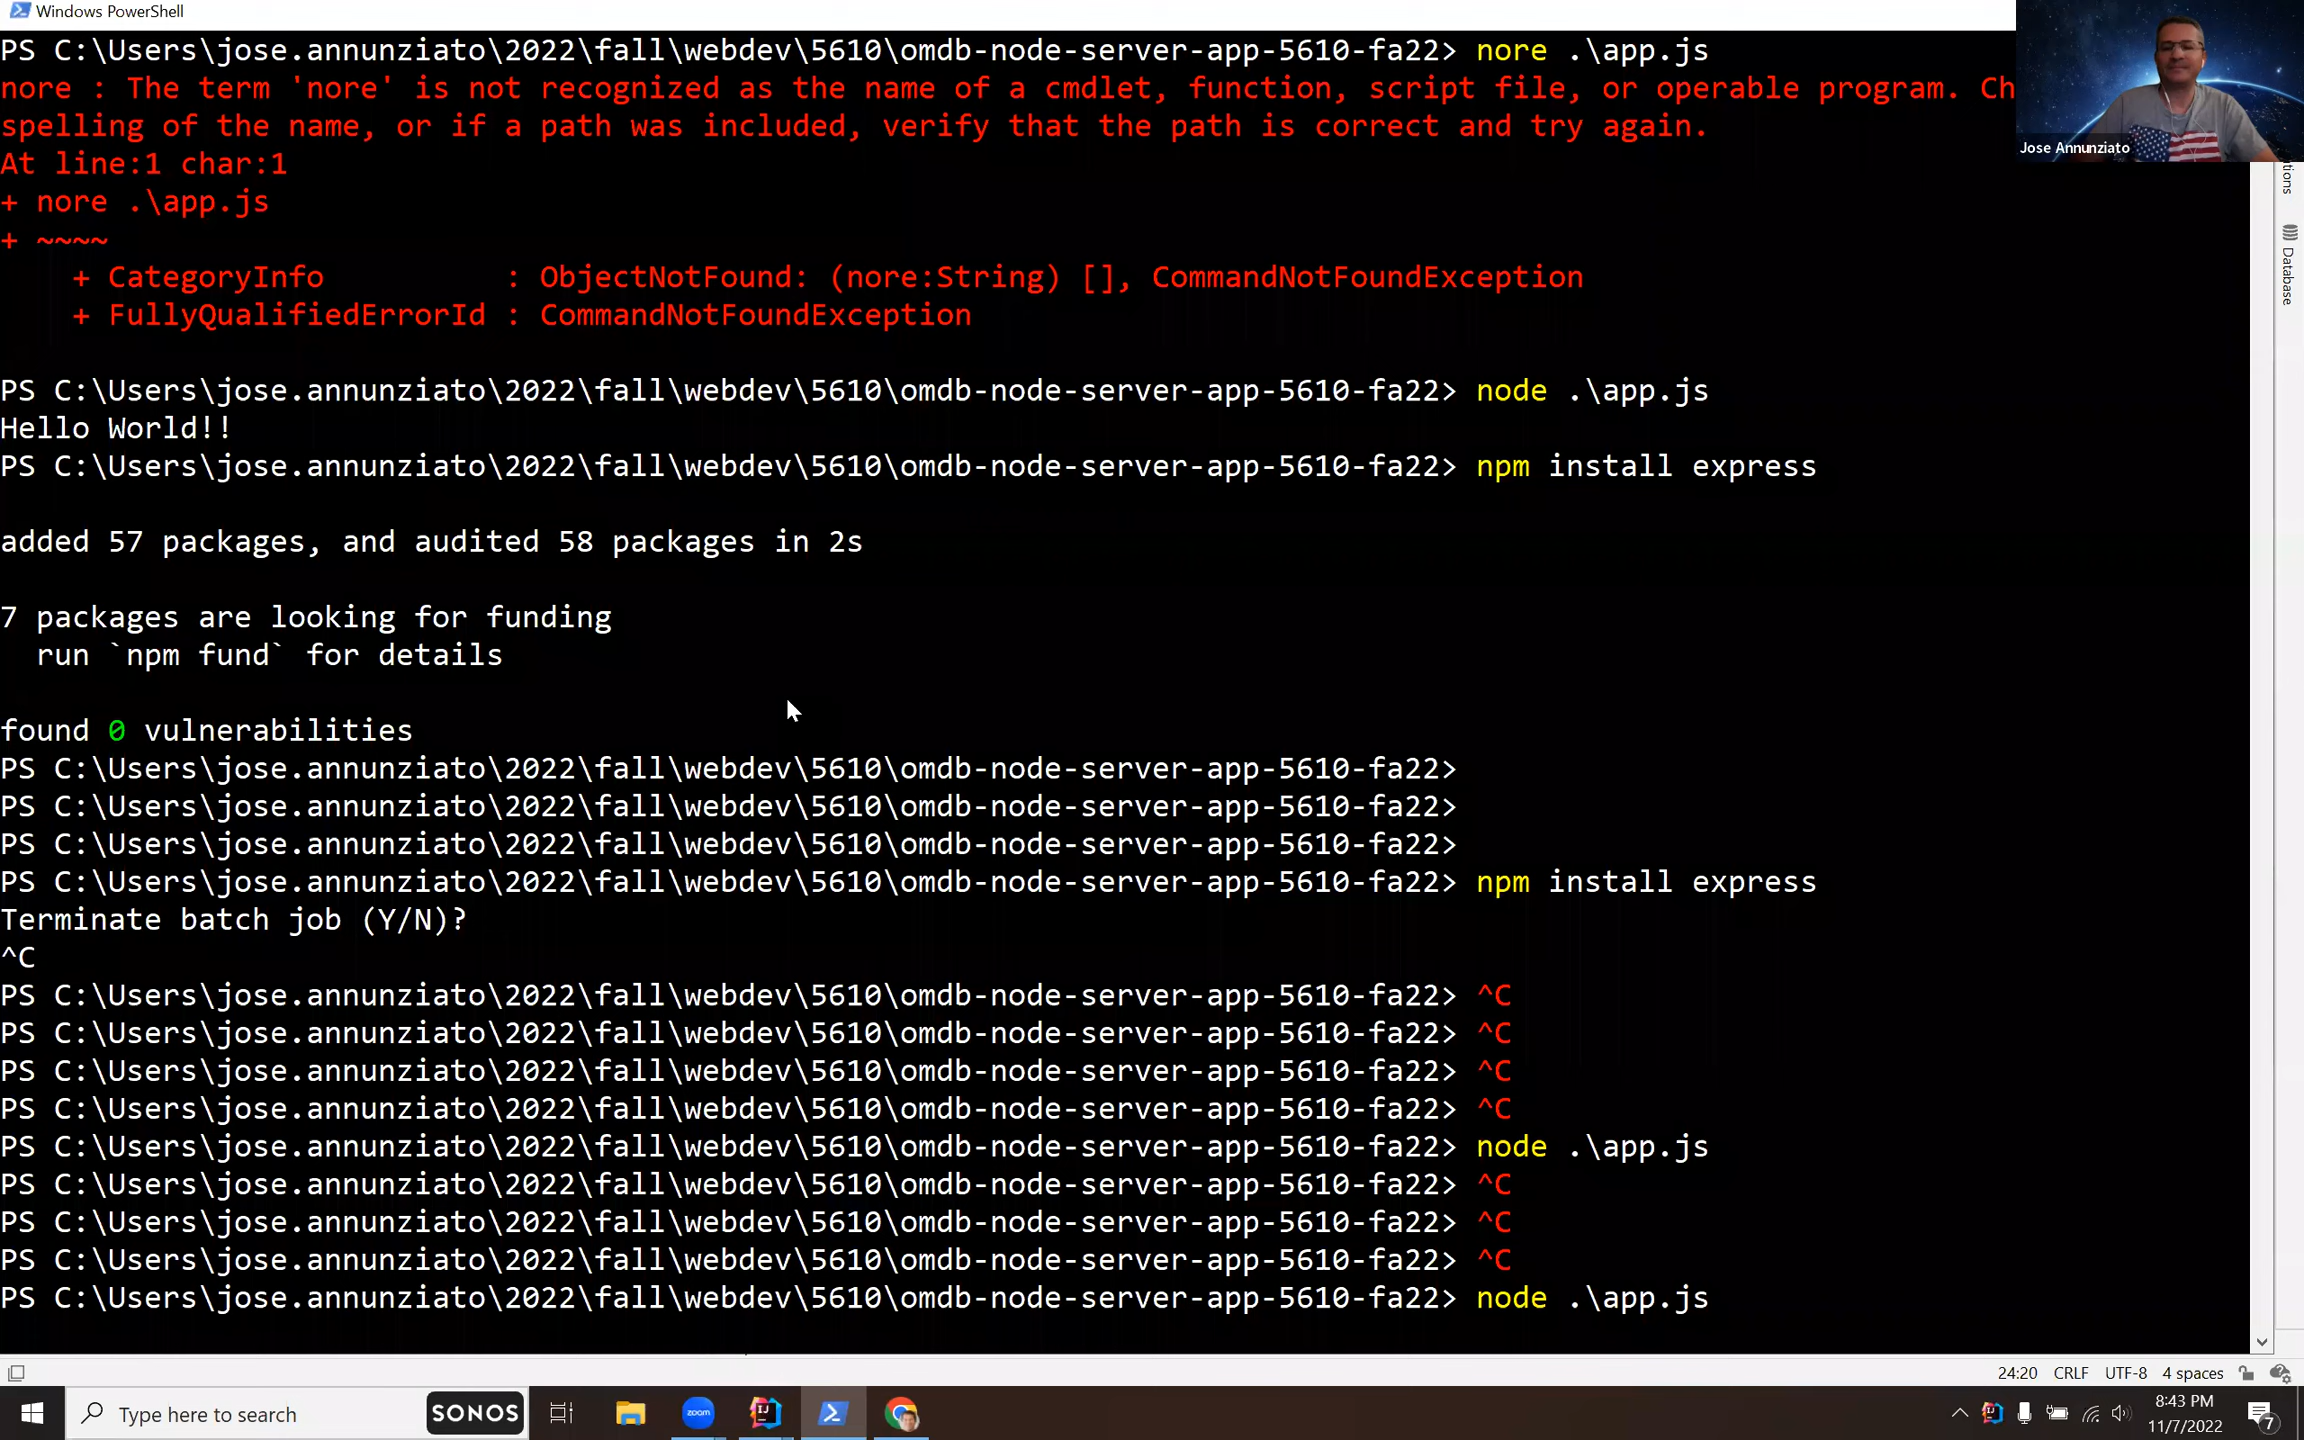 Windows PowerShell
PS C:\Users\jose.annunziato\2022\fall\webdev\5610\omdb-node-server-app-5610-fa22> nore .\app.js
nore : The term 'nore' is not recognized as the name of a cmdlet, function, script file, or operable program. Ch
spelling of the name, or if a path was included, verify that the path is correct and try again.
At line:1 char:1
+ nore .\app.js
+ ~~~~
+ CategoryInfo : ObjectNotFound: (nore:String) [], CommandNotFoundException
+ FullyQualifiedErrorId : CommandNotFoundException
Jose Annunziato
tions
Database
PS C:\Users\jose.annunziato\2022\fall\webdev\5610\omdb-node-server-app-5610-fa22> node .\app.js
Hello World!!
PS C:\Users\jose.annunziato\2022\fall\webdev\5610\omdb-node-server-app-5610-fa22> npm install express
added 57 packages, and audited 58 packages in 2s
7 packages are looking for funding
run `npm fund` for details
found 0 vulnerabilities
PS C:\Users\jose.annunziato\2022\fall\webdev\5610\omdb-node-server-app-5610-fa22>
PS C:\Users\jose.annunziato\2022\fall\webdev\5610\omdb-node-server-app-5610-fa22>
PS C:\Users\jose.annunziato\2022\fall\webdev\5610\omdb-node-server-app-5610-fa22>
PS C:\Users\jose.annunziato\2022\fall\webdev\5610\omdb-node-server-app-5610-fa22> npm install express
Terminate batch job (Y/N)?
^C
PS C:\Users\jose.annunziato\2022\fall\webdev\5610\omdb-node-server-app-5610-fa22> ^C
PS C:\Users\jose.annunziato\2022\fall\webdev\5610\omdb-node-server-app-5610-fa22> ^C
PS C:\Users\jose.annunziato\2022\fall\webdev\5610\omdb-node-server-app-5610-fa22> ^C
PS C:\Users\jose.annunziato\2022\fall\webdev\5610\omdb-node-server-app-5610-fa22> ^C
PS C:\Users\jose.annunziato\2022\fall\webdev\5610\omdb-node-server-app-5610-fa22> node .\app.js
PS C:\Users\jose.annunziato\2022\fall\webdev\5610\omdb-node-server-app-5610-fa22> ^C
PS C:\Users\jose.annunziato\2022\fall\webdev\5610\omdb-node-server-app-5610-fa22> ^C
PS C:\Users\jose.annunziato\2022\fall\webdev\5610\omdb-node-server-app-5610-fa22> ^C
PS C:\Users\jose.annunziato\2022\fall\webdev\5610\omdb-node-server-app-5610-fa22> node .\app.js
24:20 CRLF UTF-8 4 spaces
Type here to search SONOS zoom IJ 8:43 PM
11/7/2022 7